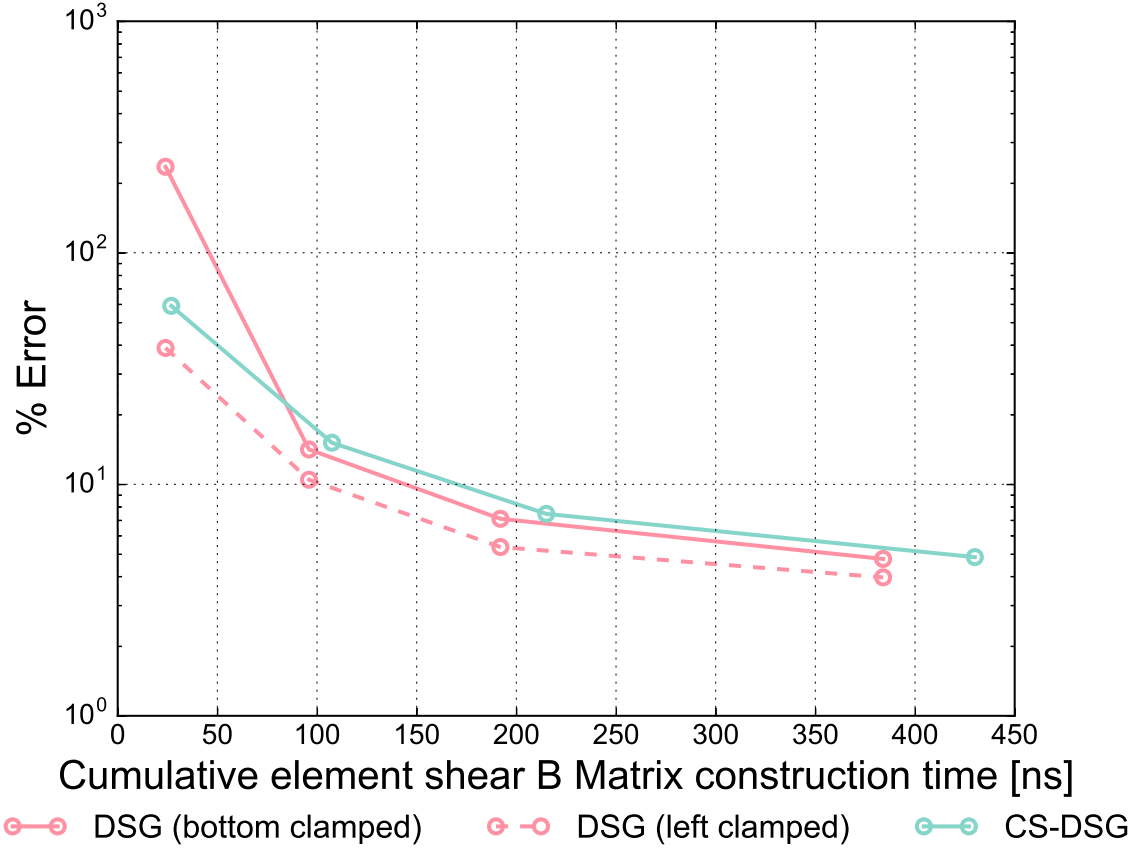 10³
10²
% Error
10¹
10⁰
0 50 100 150 200 250 300 350 400 450
Cumulative element shear B Matrix construction time [ns]
DSG (bottom clamped) DSG (left clamped) CS-DSG